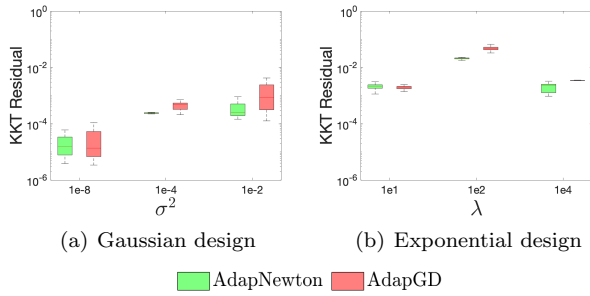 10^0
10^-2
10^-4
10^-6
KKT Residual
1e-8 1e-4 1e-2
σ^2
(a) Gaussian design
10^0
10^-2
10^-4
10^-6
KKT Residual
1e1 1e2 1e4
λ
(b) Exponential design
AdapNewton AdapGD